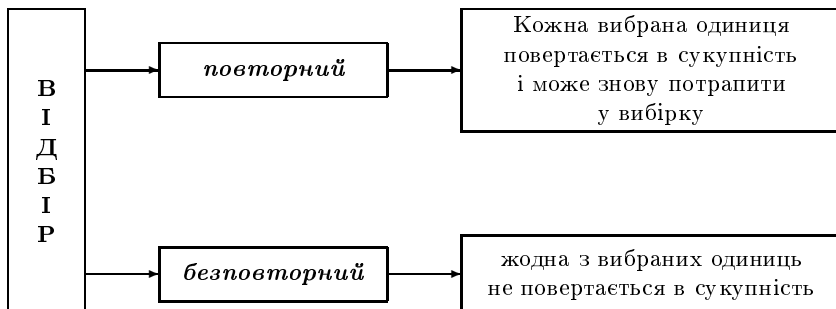 В
І
Д
Б
І
Р
повторний
Кожна вибрана одиниця
повертається в сукупність
і може знову потрапити
у вибірку
безповторний
жодна з вибраних одиниць
не повертається в сукупність